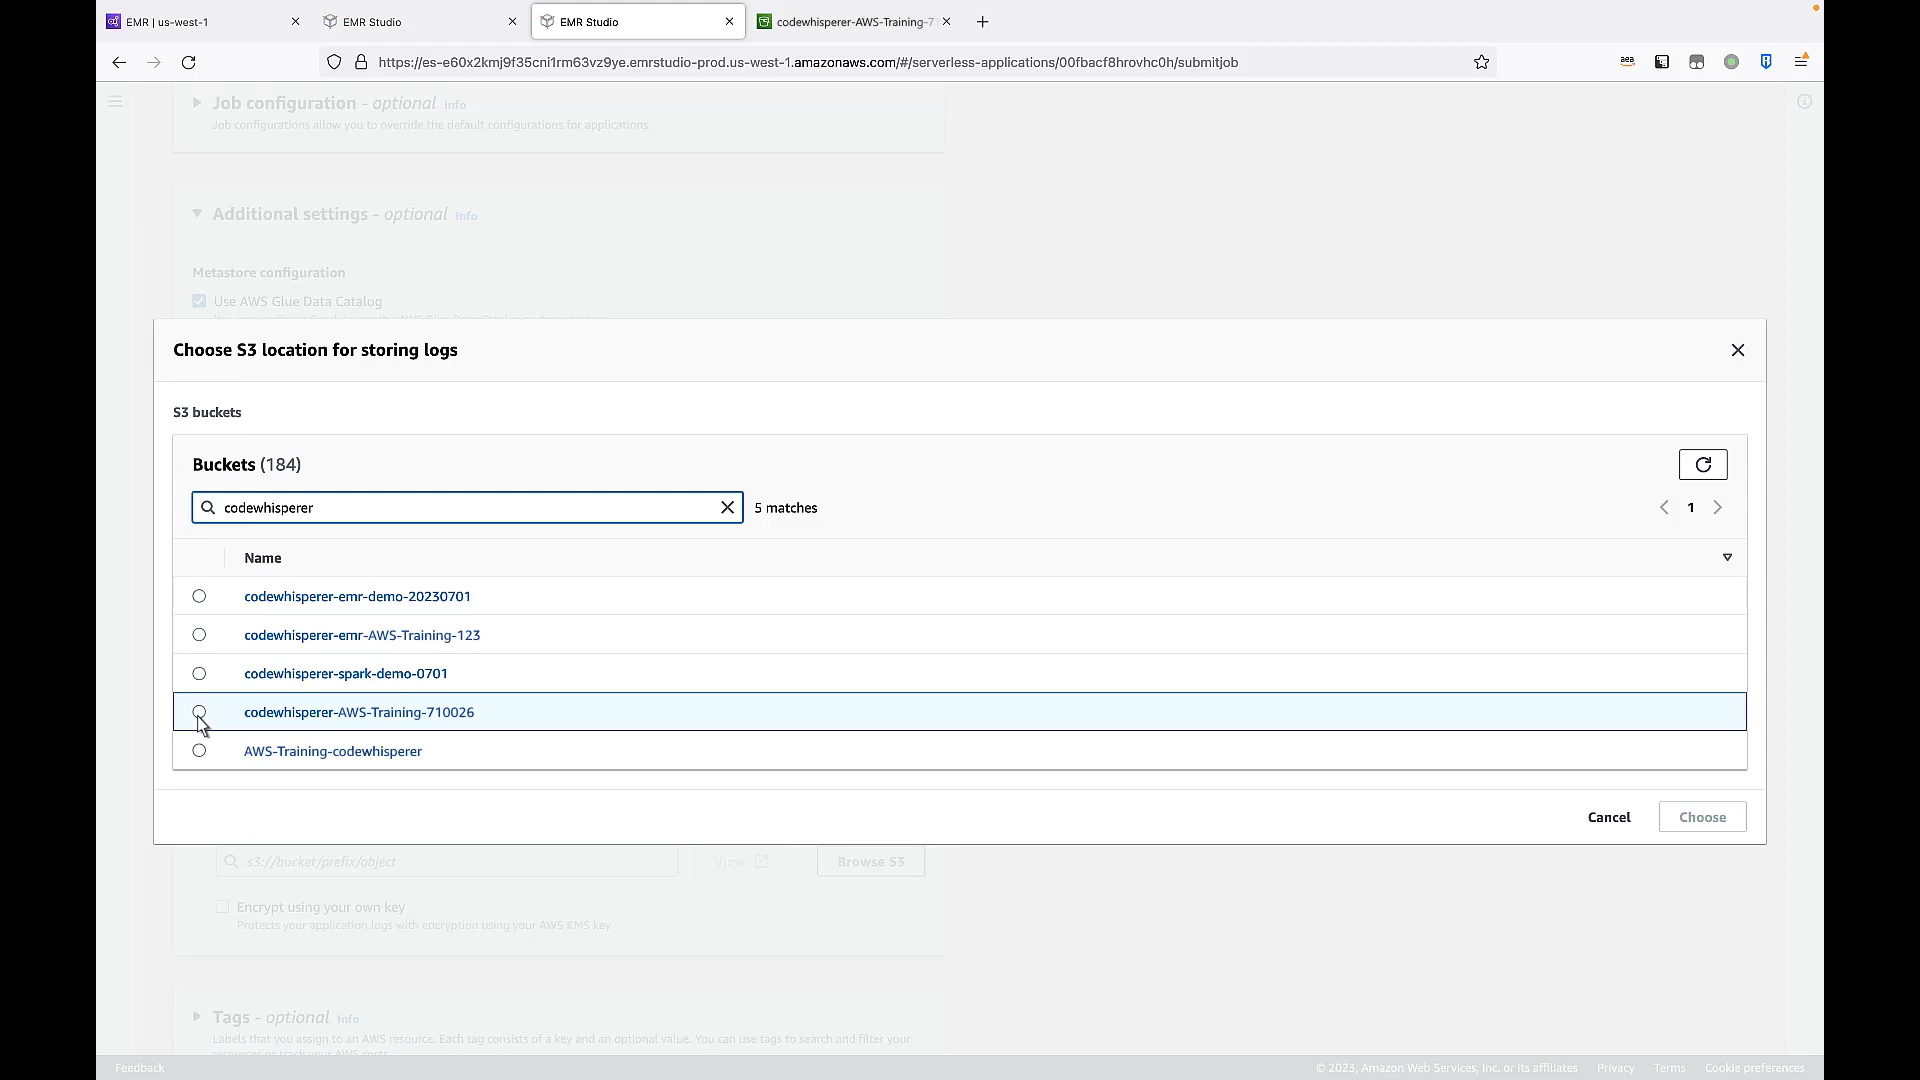 EMR | us-west-1
EMR Studio
EMR Studio
codewhisperer-AWS-Training-7
https://es-e60x2kmj9f35cni1rm63vz9ye.emrstudio-prod.us-west-1.amazonaws.com/#/serverless-applications/00fbacf8hrovhc0h/submitjob
Job configuration - optional Info
Job configurations allow you to override the default configurations for applications.
Additional settings - optional Info
Metastore configuration
Use AWS Glue Data Catalog
Choose S3 location for storing logs
S3 buckets
Buckets (184)
codewhisperer
5 matches
1
Name
codewhisperer-emr-demo-20230701
codewhisperer-emr-AWS-Training-123
codewhisperer-spark-demo-0701
codewhisperer-AWS-Training-710026
AWS-Training-codewhisperer
Cancel
Choose
s3://bucket/prefix/object
View
Browse S3
Encrypt using your own key
Protects your application logs with encryption using your AWS KMS key.
Tags - optional Info
Labels that you assign to an AWS resource. Each tag consists of a key and an optional value. You can use tags to search and filter your
resources or track your AWS costs.
Feedback
© 2023, Amazon Web Services, Inc. or its affiliates
Privacy
Terms
Cookie preferences